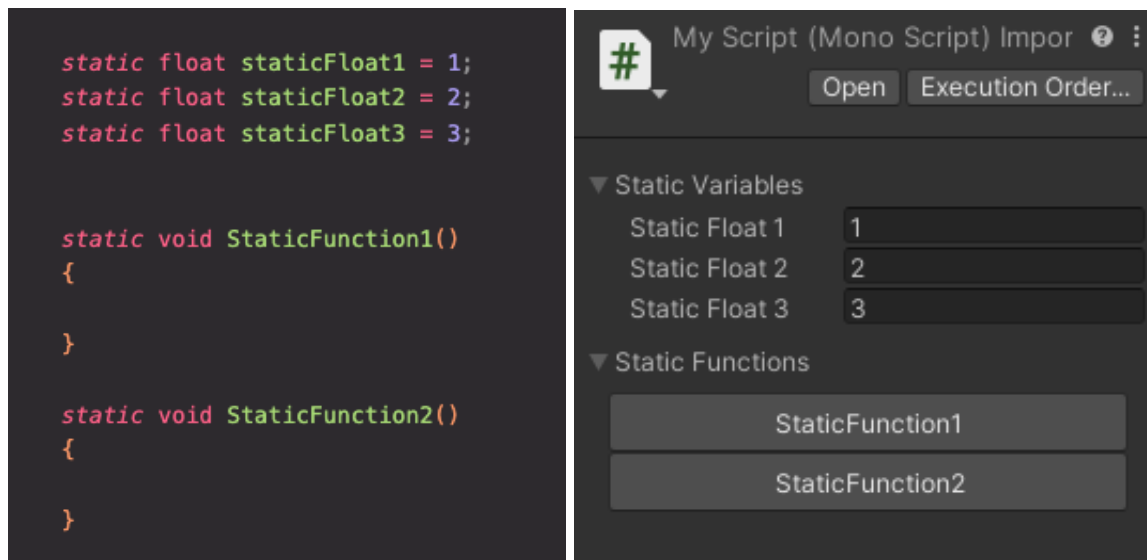 static float staticFloat1 = 1;
static float staticFloat2 = 2;
static float staticFloat3 = 3;
static void StaticFunction1()
{
}
static void StaticFunction2()
{
}
#
My Script (Mono Script) Impor ?
Open Execution Order...
Static Variables
Static Float 1 1
Static Float 2 2
Static Float 3 3
Static Functions
StaticFunction1
StaticFunction2